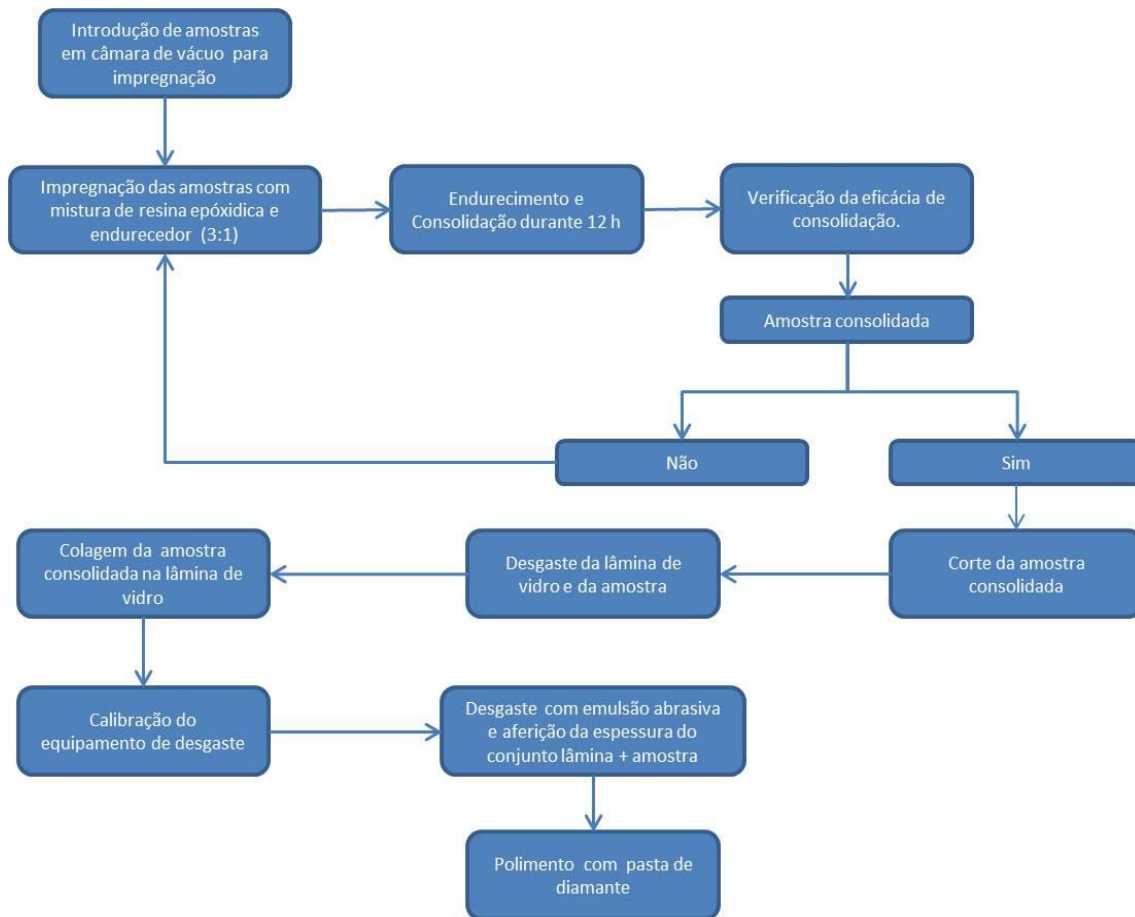 Introdução de amostras
em câmara de vácuo para
impregnação
Impregnação das amostras com
mistura de resina epóxidica e
endurecedor (3:1)
Endurecimento e
Consolidação durante 12 h
Verificação da eficácia de
consolidação.
Amostra consolidada
Não
Sim
Corte da amostra
consolidada
Desgaste da lâmina de
vidro e da amostra
Colagem da amostra
consolidada na lâmina de
vidro
Calibração do
equipamento de desgaste
Desgaste com emulsão abrasiva
e aferição da espessura do
conjunto lâmina + amostra
Polimento com pasta de
diamante